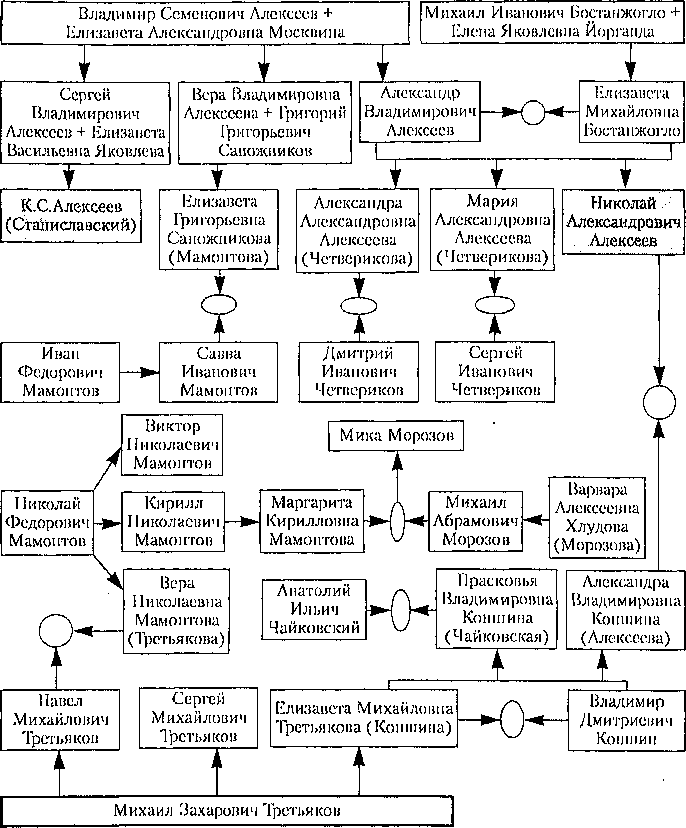 Владимир Семенович Алексеев +
Елизавета Александровна Москвина
Михаил Иванович Бостанжогло +
Елена Яковлевна Йорганда
Сергей
Владимирович
Алексеев + Елизавета
Васильевна Яковлева
Вера Владимировна
Алексеева + Григорий
Григорьевич
Сапожников
Александр
Владимирович
Алексеев
Елизавета
Михайловна
Бостанжогло
К.С.Алексеев
(Станиславский)
Елизавета
Григорьевна
Сапожникова
(Мамонтова)
Александра
Александровна
Алексеева
(Четверикова)
Мария
Александровна
Алексеева
(Четверикова)
Николай
Александрович
Алексеев
Иван
Федорович
Мамонтов
Савва
Иванович
Мамонтов
Дмитрий
Иванович
Четвериков
Сергей
Иванович
Четвериков
Виктор
Николаевич
Мамонтов
Мика Морозов
Николай
Федорович
Мамонтов
Кирилл
Николаевич
Мамонтов
Маргарита
Кирилловна
Мамонтова
Михаил
Абрамович
Морозов
Варвара
Алексеевна
Хлудова
(Морозова)
Вера
Николаевна
Мамонтова
(Третьякова)
Анатолий
Ильич
Чайковский
Прасковья
Владимировна
Коншина
(Чайковская)
Александра
Владимировна
Коншина
(Алексеева)
Павел
Михайлович
Третьяков
Сергей
Михайлович
Третьяков
Елизавета Михайловна
Третьякова (Коншина)
Владимир
Дмитриевич
Коншин
Михаил Захарович Третьяков